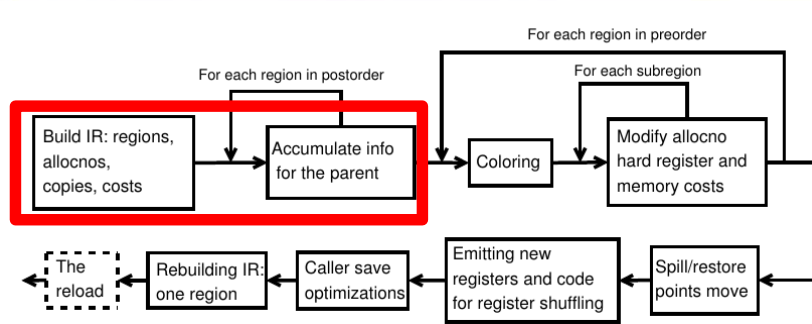 For each region in preorder
For each region in postorder
For each subregion
Build IR: regions,
allocnos,
copies, costs
Accumulate info
for the parent
Coloring
Modify allocno
hard register and
memory costs
The
reload
Rebuilding IR:
one region
Caller save
optimizations
Emitting new
registers and code
for register shuffling
Spill/restore
points move